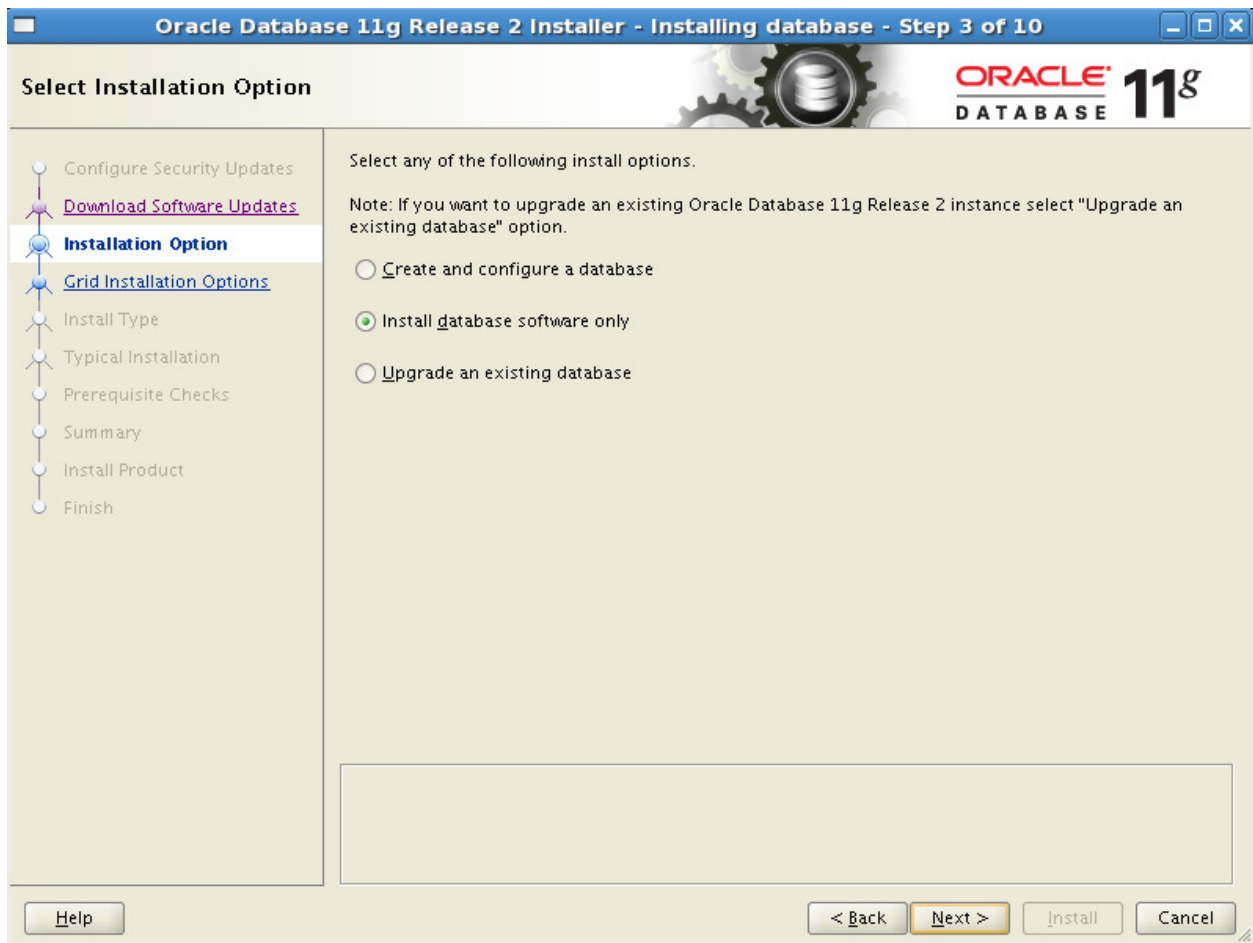 Oracle Database 11g Release 2 Installer - Installing database - Step 3 of 10
Select Installation Option
ORACLE DATABASE 11g
Configure Security Updates
Download Software Updates
Installation Option
Grid Installation Options
Install Type
Typical Installation
Prerequisite Checks
Summary
Install Product
Finish
Select any of the following install options.
Note: If you want to upgrade an existing Oracle Database 11g Release 2 instance select "Upgrade an
existing database" option.
Create and configure a database
Install database software only
Upgrade an existing database
Help
< Back
Next >
Install
Cancel